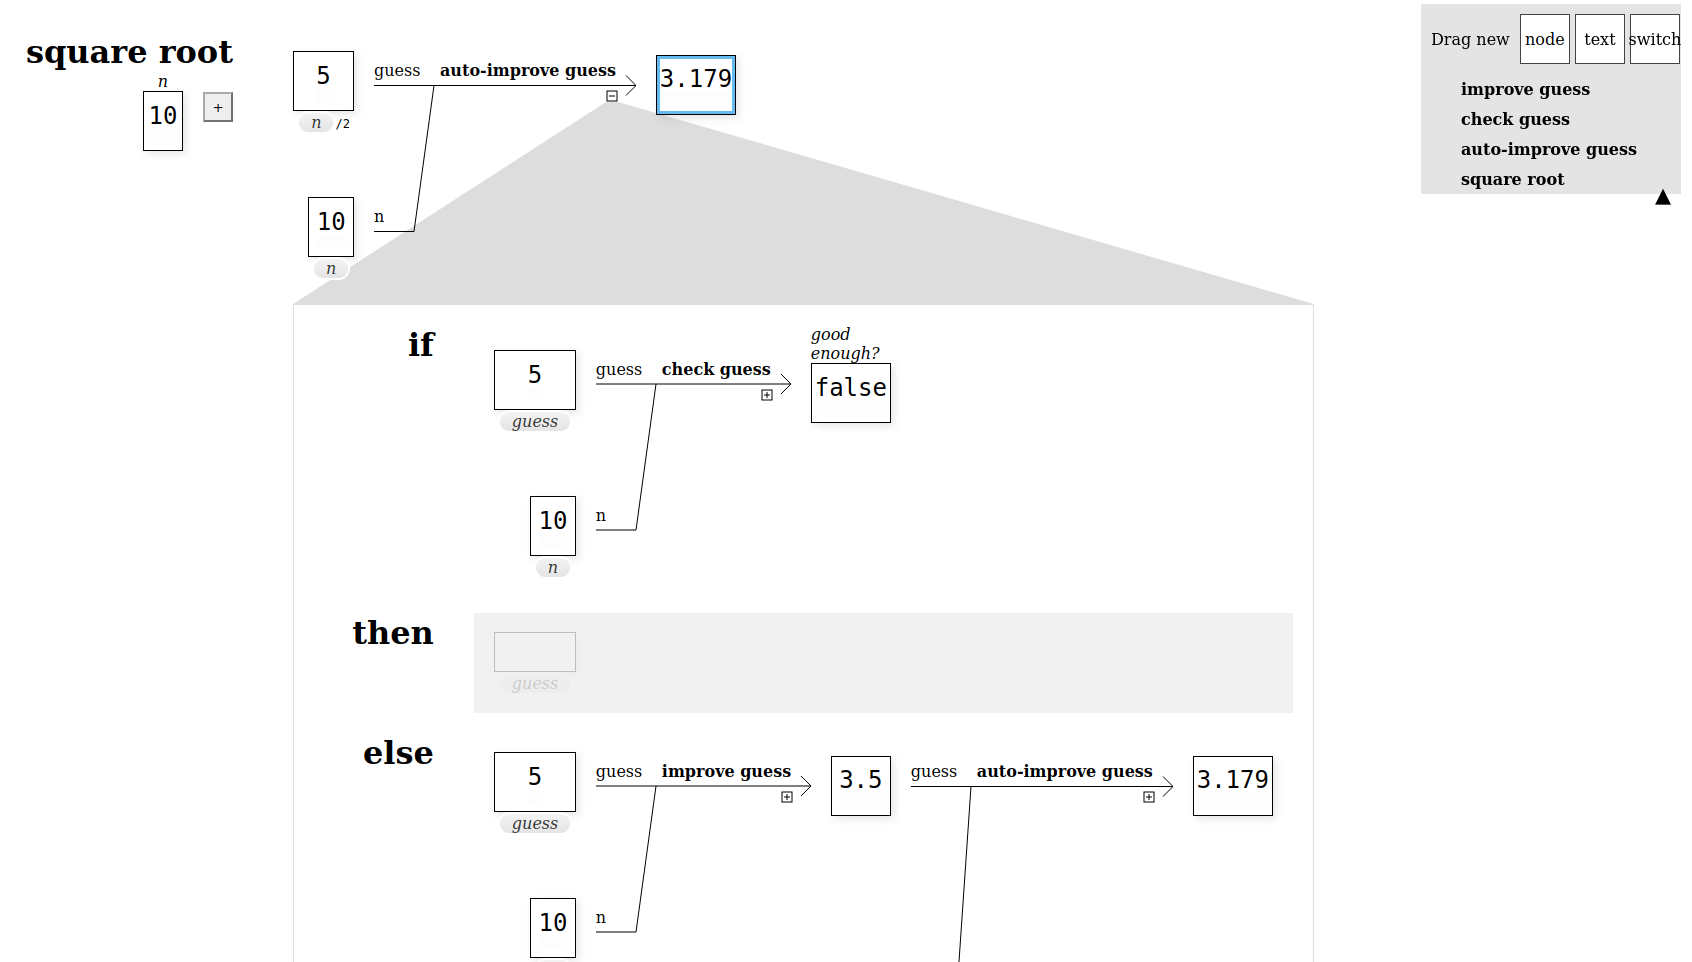 square root
n
10
+
5
n /2
guess auto-improve guess
3.179
10
n
n
Drag new node text switch
improve guess
check guess
auto-improve guess
square root
if
5
guess
guess check guess
good
enough?
false
10
n
n
then
guess
else
5
guess
guess improve guess
3.5
guess auto-improve guess
3.179
10
n